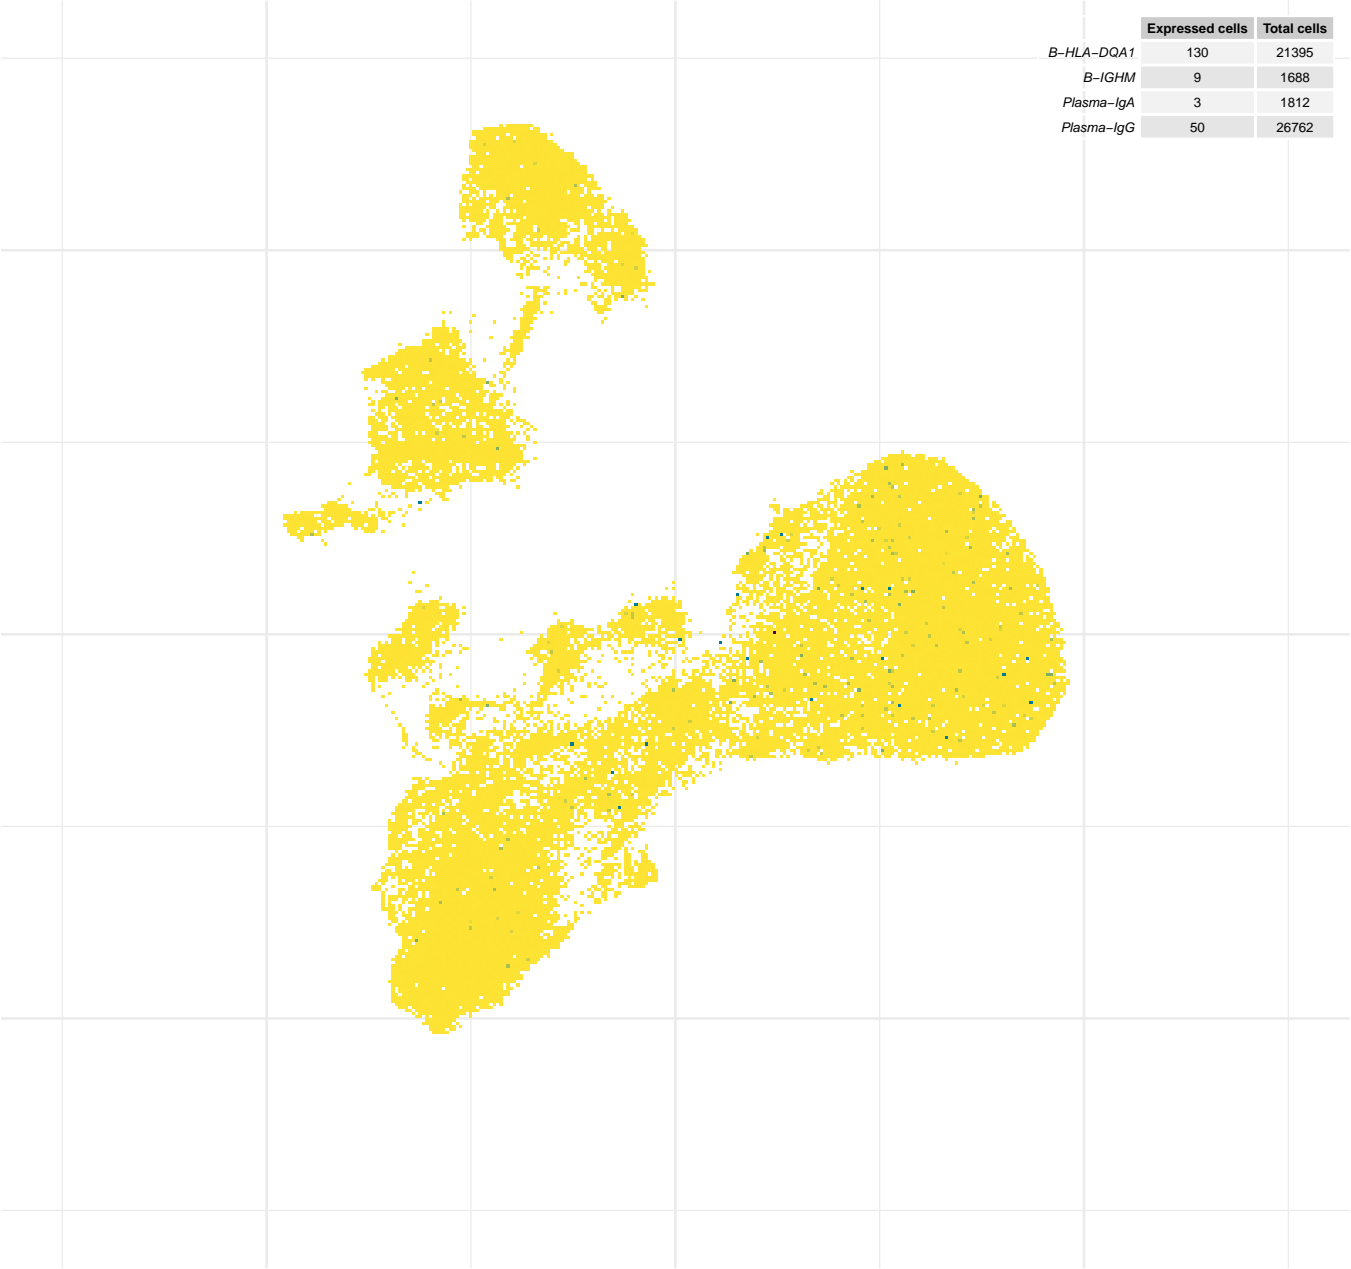 Expressed cells Total cells
B−HLA−DQA1 130 21395
B−IGHM 9 1688
Plasma−IgA 3 1812
Plasma−IgG 50 26762